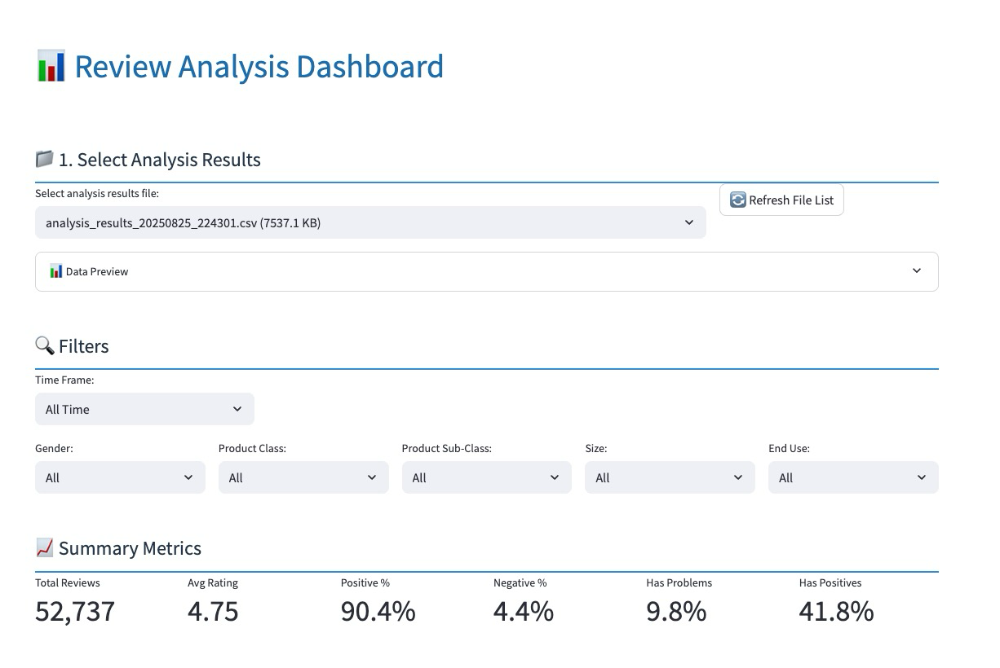 Review Analysis Dashboard
1. Select Analysis Results
Select analysis results file:
Refresh File List
analysis_results_20250825_224301.csv (7537.1 KB)
Data Preview
Filters
Time Frame:
All Time
Gender: Product Class: Product Sub-Class: Size: End Use:
All All All All All
Summary Metrics
Total Reviews Avg Rating Positive % Negative % Has Problems Has Positives
52,737 4.75 90.4% 4.4% 9.8% 41.8%